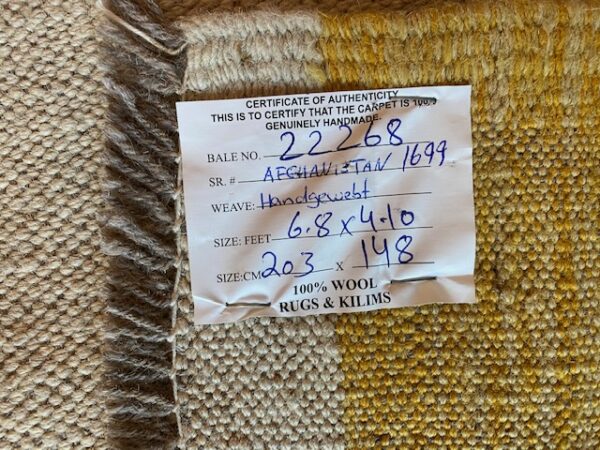 CERTIFICATE OF AUTHENTICITY
THIS IS TO CERTIFY THAT THE CARPET IS 100%
GENUINELY HANDMADE.
BALE NO. 22268
SR. # AFGHANISTAN 1699
WEAVE: Handgewebt
SIZE: FEET 6.8 x 4.10
SIZE:CM 203 x 148
100% WOOL
RUGS & KILIMS